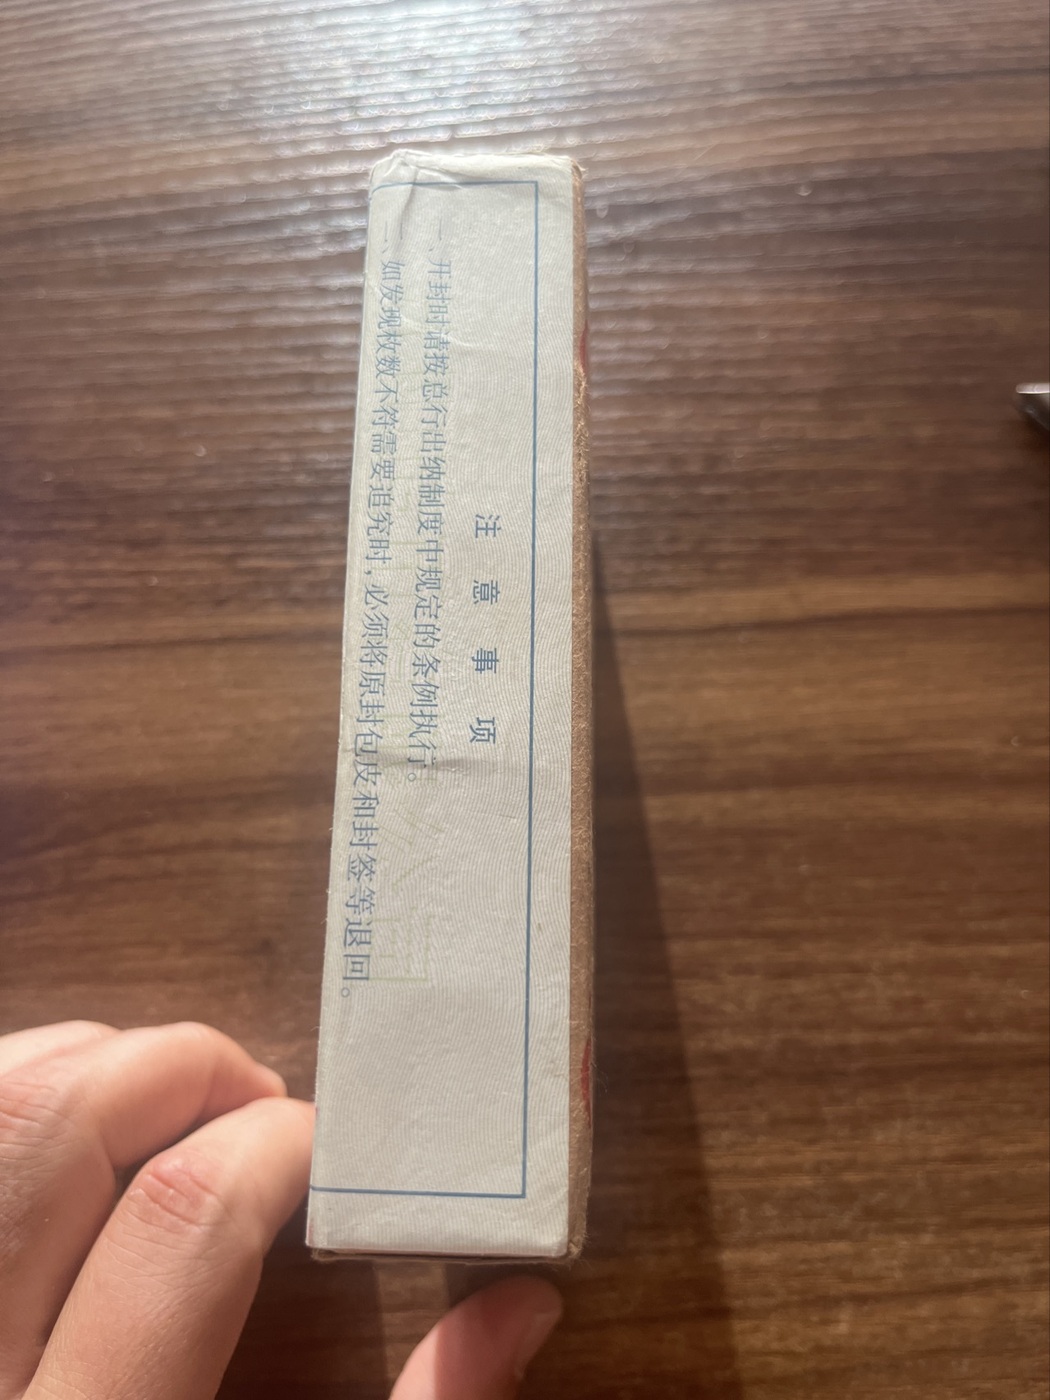 注意事项
一、开封时请按总行出纳制度中规定的条例执行。
一、如发现枚数不符需要追究时，必须将原封包皮和封签等退回。